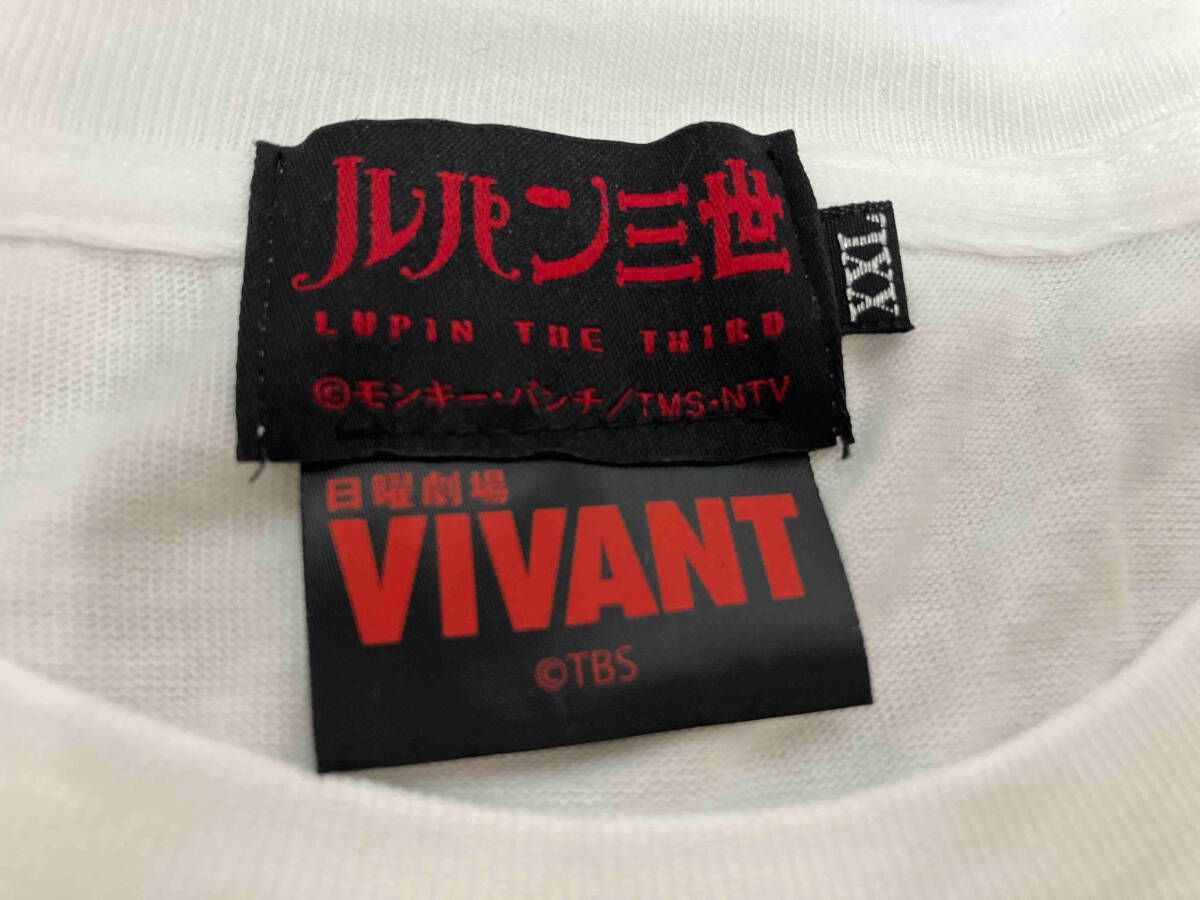 ルパン三世
LUPIN THE THIRD
©モンキー・パンチ/TMS・NTV
XXL
日曜劇場
VIVANT
©TBS